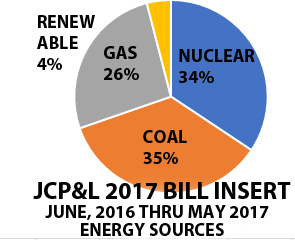 RENEW
ABLE
4%
GAS
26%
NUCLEAR
34%
COAL
35%
JCP&L 2017 BILL INSERT
JUNE, 2016 THRU MAY 2017
ENERGY SOURCES